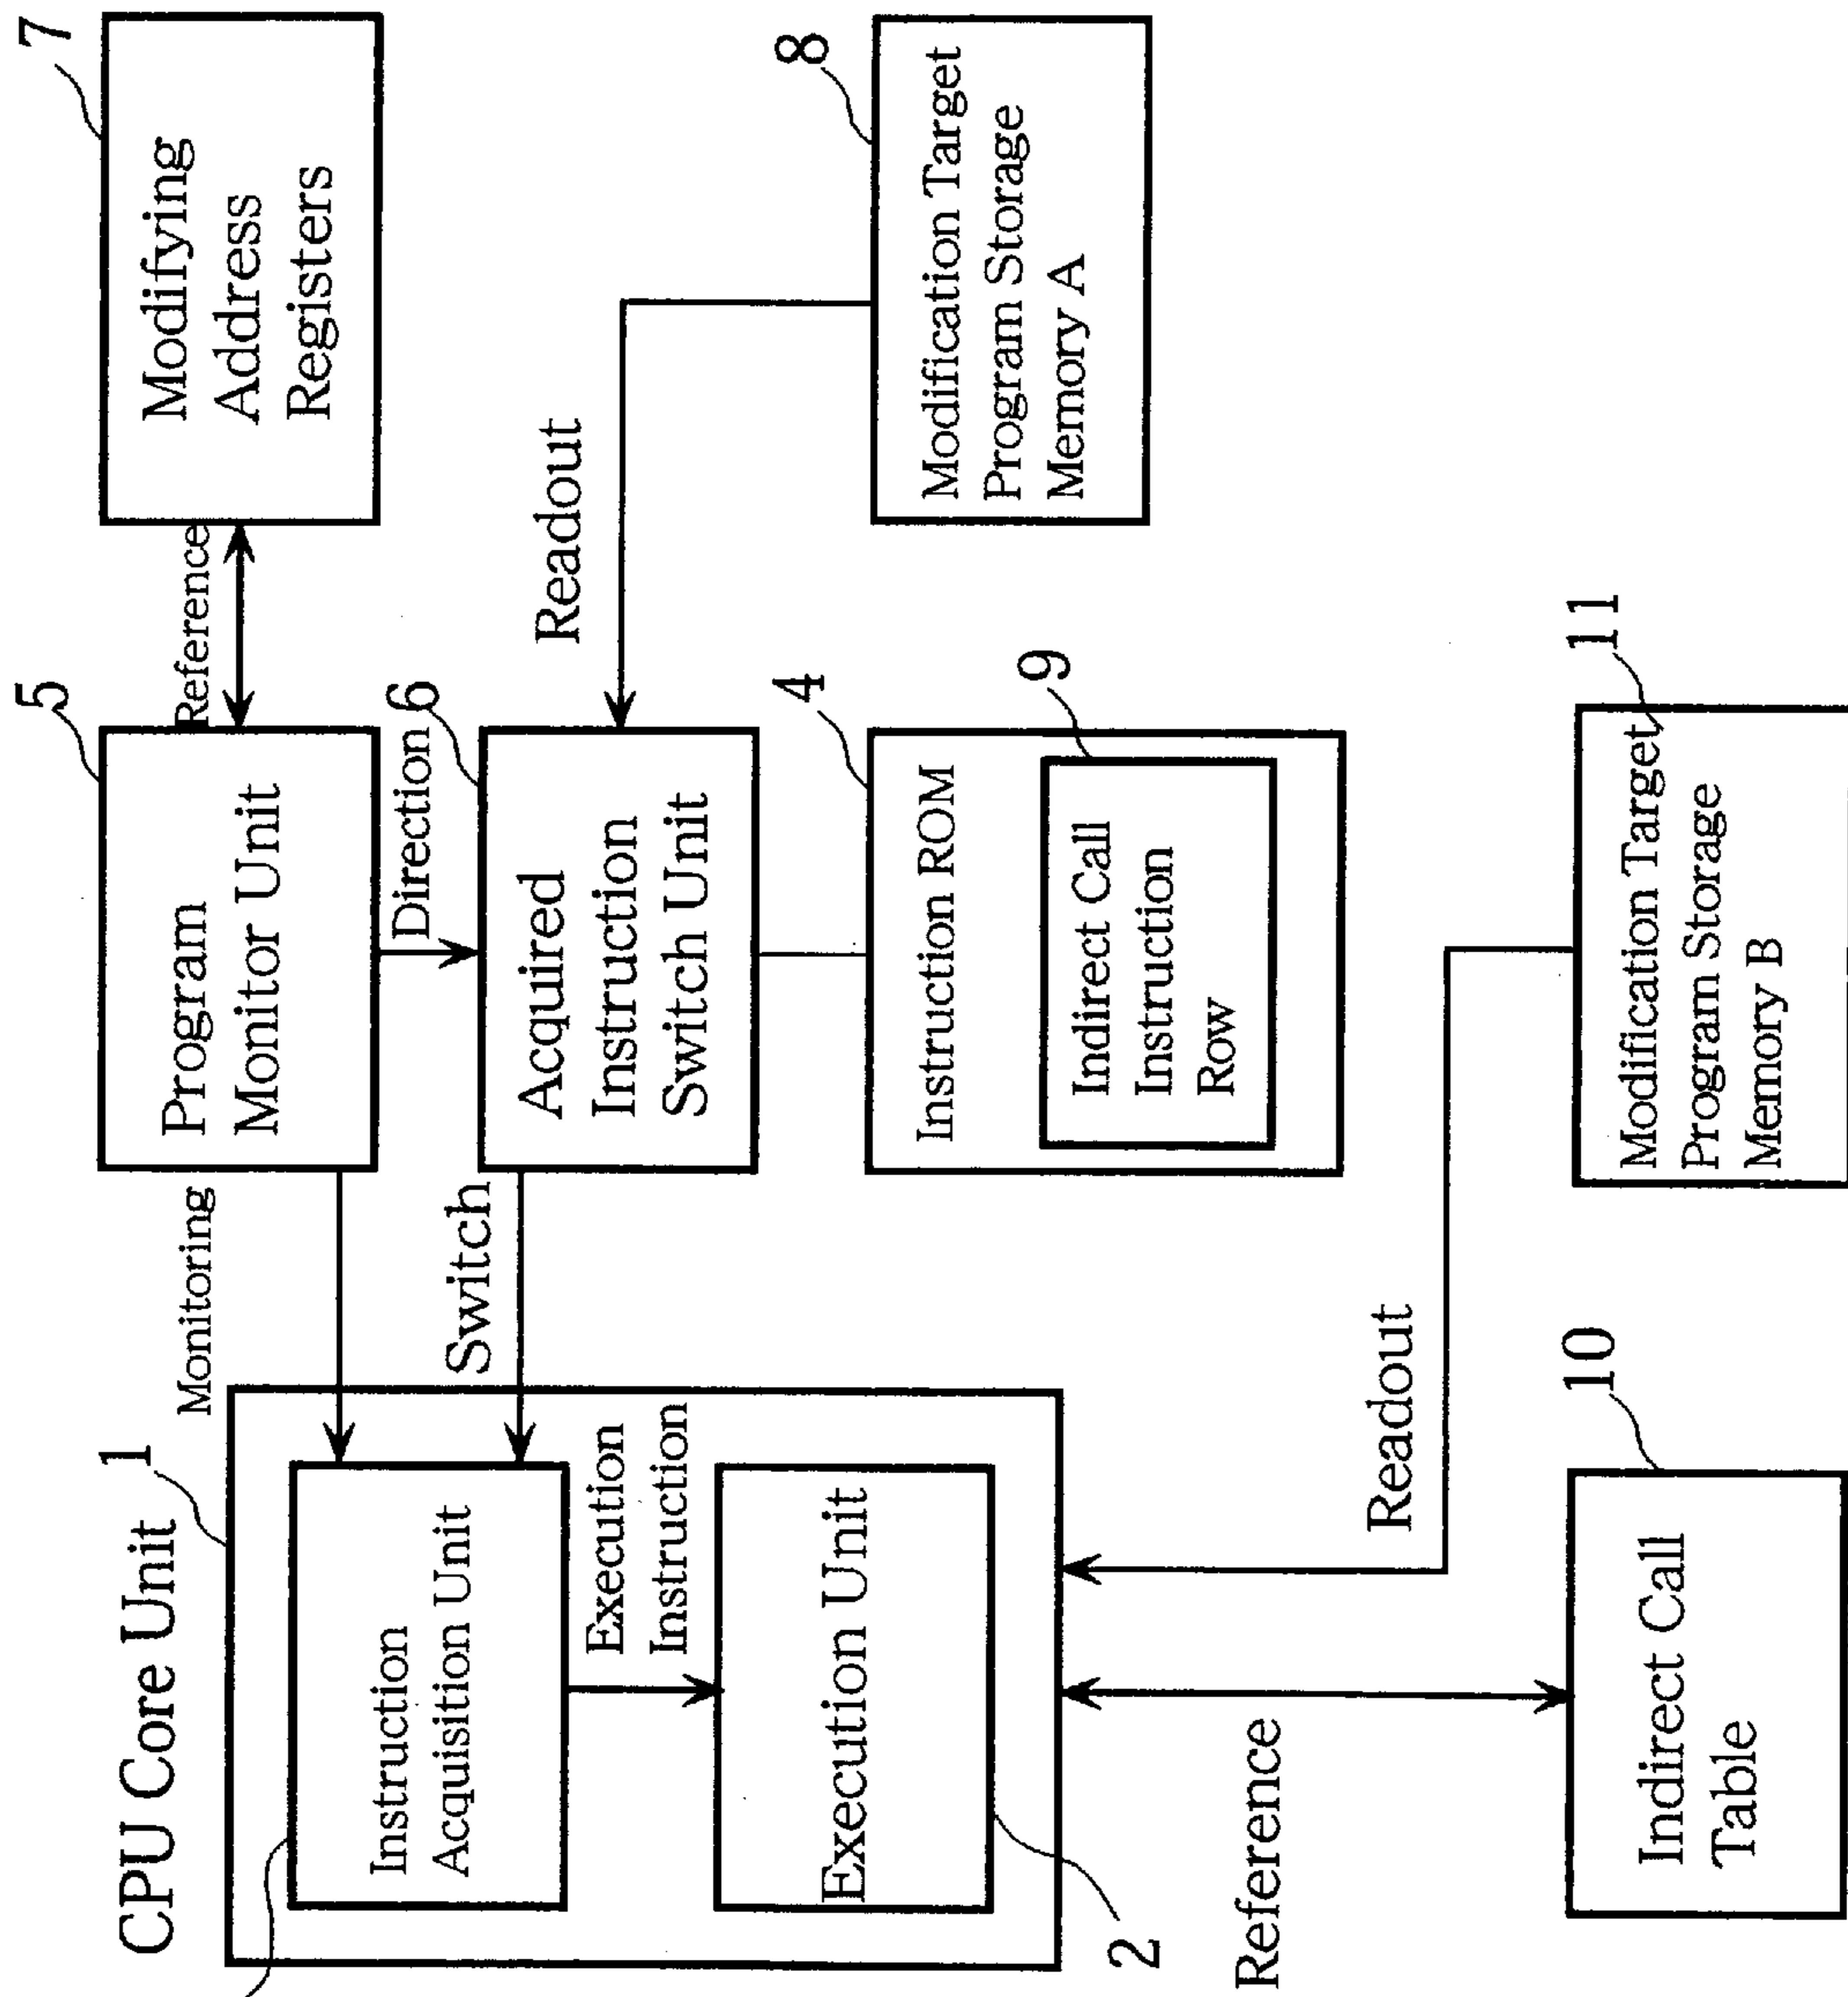 CPU Core Unit
1
Instruction
Acquisition Unit
Execution
Instruction
Execution Unit
2
Monitoring
Switch
5
Program
Monitor Unit
Direction
6
Acquired
Instruction
Switch Unit
4
Instruction ROM
9
Indirect Call
Instruction
Row
Reference
7
Modifying
Address
Registers
Readout
8
Modification Target
Program Storage
Memory A
Reference
10
Indirect Call
Table
Readout
11
Modification Target
Program Storage
Memory B